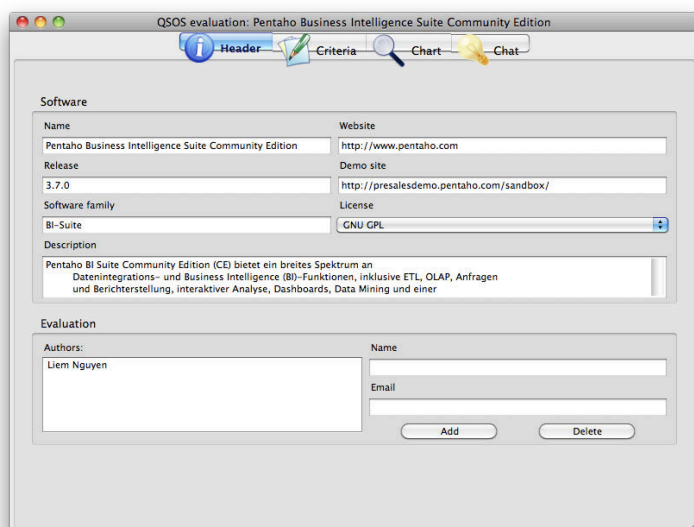 QSOS evaluation: Pentaho Business Intelligence Suite Community Edition
Header Criteria Chart Chat
Software
Name Website
Pentaho Business Intelligence Suite Community Edition http://www.pentaho.com
Release Demo site
3.7.0 http://presalesdemo.pentaho.com/sandbox/
Software family License
BI-Suite GNU GPL
Description
Pentaho BI Suite Community Edition (CE) bietet ein breites Spektrum an
Datenintegrations- und Business Intelligence (BI)-Funktionen, inklusive ETL, OLAP, Anfragen
und Berichterstellung, interaktiver Analyse, Dashboards, Data Mining und einer
Evaluation
Authors: Name
Liem Nguyen
Email
Add Delete